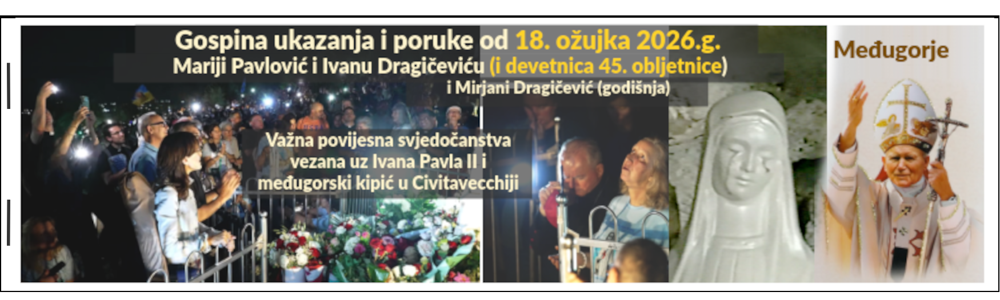 Gospina ukazanja i poruke od 18. ožujka 2026.g.
Mariji Pavlović i Ivanu Dragičeviću (i devetnica 45. obljetnice)
i Mirjani Dragičević (godišnja)
Međugorje
Važna povijesna svjedočanstva
vezana uz Ivana Pavla II i
međugorski kipić u Civitavecchiji